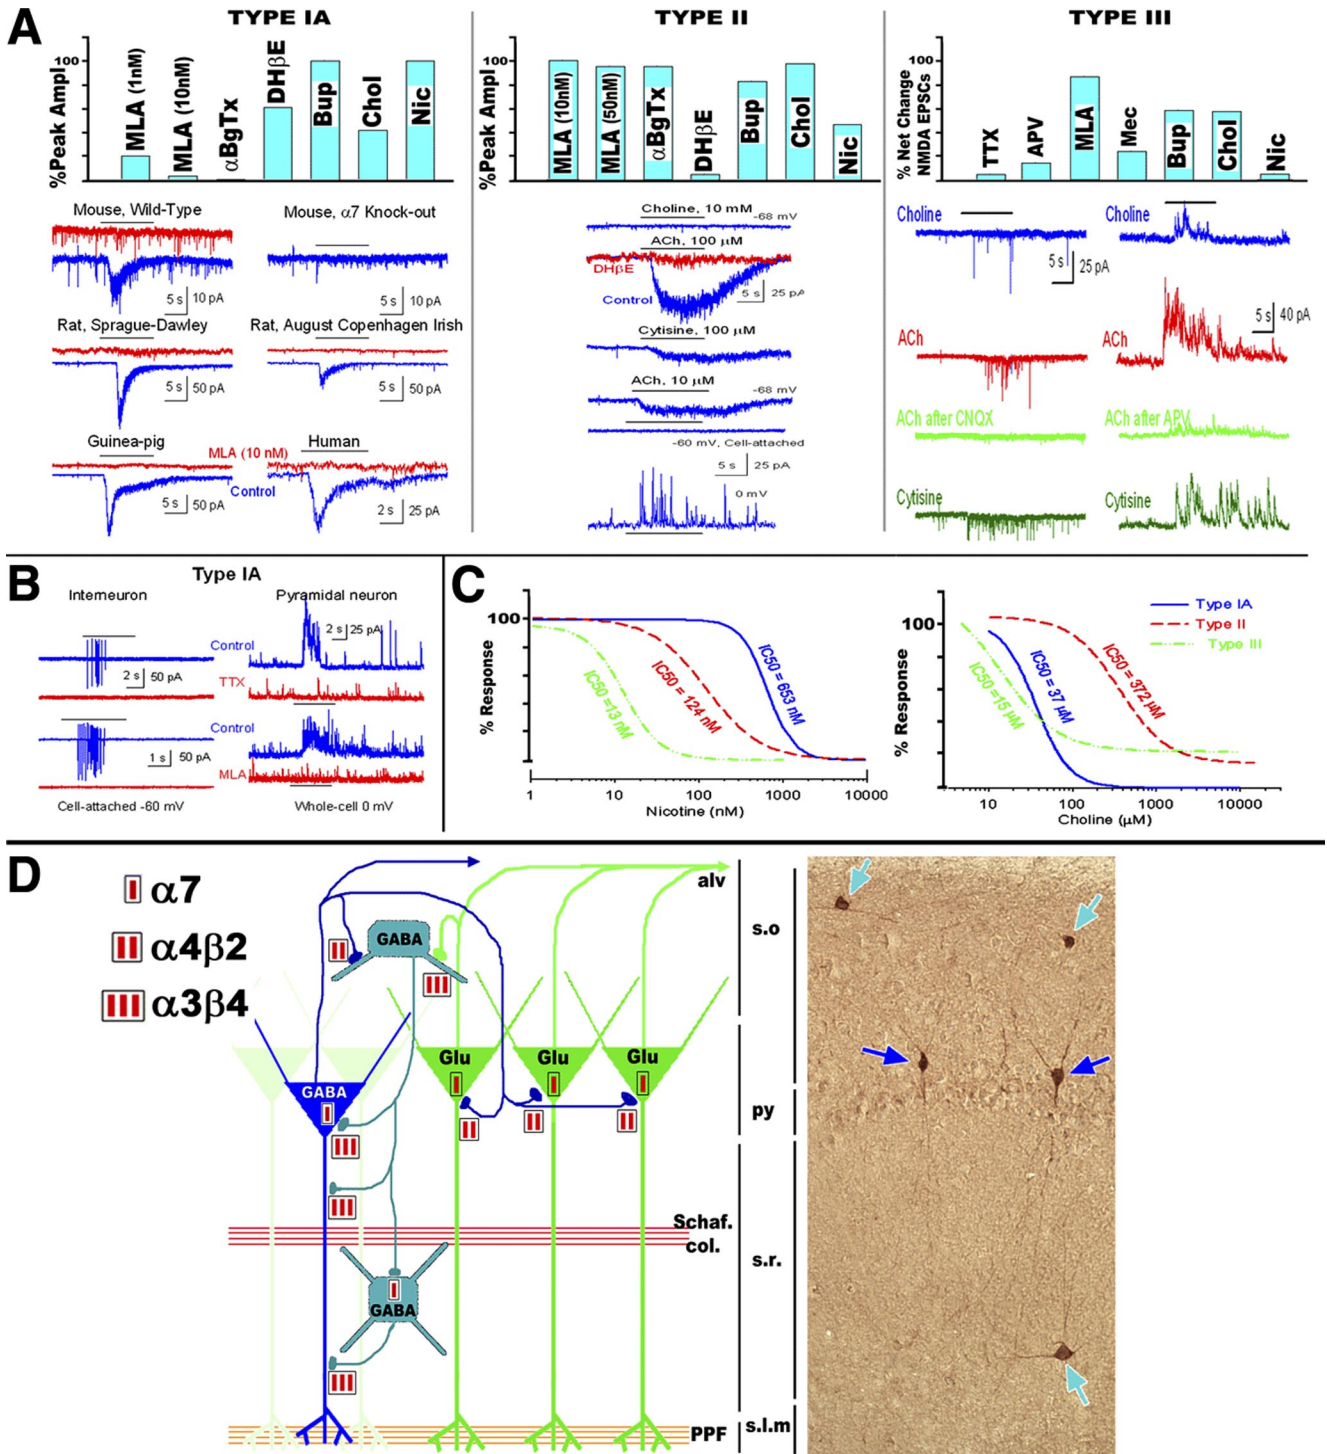 A
TYPE IA
%Peak Ampl
100
MLA (1nM)
MLA (10nM)
αBgTx
DHβE
Bup
Chol
Nic
Mouse, Wild-Type
5 s 10 pA
Mouse, α7 Knock-out
5 s 10 pA
Rat, Sprague-Dawley
5 s 50 pA
Rat, August Copenhagen Irish
5 s 50 pA
Guinea-pig
5 s 50 pA
Human
MLA (10 nM)
Control
2 s 25 pA
TYPE II
%Peak Ampl
100
MLA (10nM)
MLA (50nM)
αBgTx
DHβE
Bup
Chol
Nic
Choline, 10 mM
-68 mV
ACh, 100 μM
DHβE
Control
5 s 25 pA
Cytisine, 100 μM
ACh, 10 μM
-68 mV
-60 mV, Cell-attached
5 s 25 pA
0 mV
TYPE III
% Net Change
NMDA EPSCs
100
TTX
APV
MLA
Mec
Bup
Chol
Nic
Choline
5 s 25 pA
Choline
ACh
ACh
5 s 40 pA
ACh after CNQX
ACh after APV
Cytisine
Cytisine
B
Type IA
Interneuron
2 s 50 pA
1 s 50 pA
Cell-attached -60 mV
Pyramidal neuron
Control
2 s 25 pA
TTX
Control
MLA
Whole-cell 0 mV
C
% Response
100
IC50 =13 nM
IC50 = 124 nM
IC50 = 653 nM
1 10 100 1000 10000
Nicotine (nM)
% Response
100
IC50 =15 μM
IC50 = 37 μM
IC50 = 372 μM
Type IA
Type II
Type III
10 100 1000 10000
Choline (μM)
D
I α7
II α4β2
III α3β4
alv
GABA
II
III
s.o
Glu
I
Glu
I
Glu
I
GABA
I
III
II
II
II
py
III
Schaf.
col.
s.r.
I
GABA
III
PPF
s.l.m